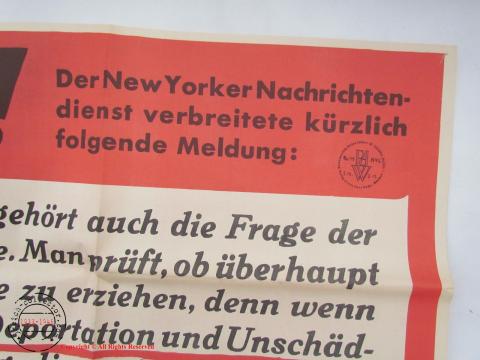 Der New Yorker Nachrichten-
dienst verbreitete kürzlich
folgende Meldung:
gehört auch die Frage der
e. Man prüft, ob überhaupt
e zu erziehen, denn wenn
eportation und Unschäd-